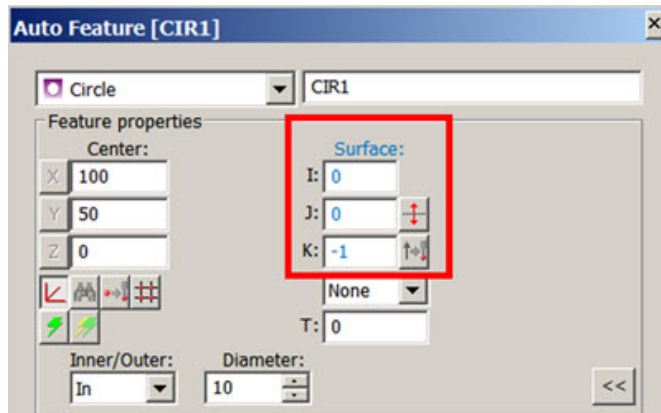 Auto Feature [CIR1]
Circle CIR1
Feature properties
Center: Surface:
X 100 I: 0
Y 50 J: 0
Z 0 K: -1
None
T: 0
Inner/Outer: Diameter:
In 10 <<